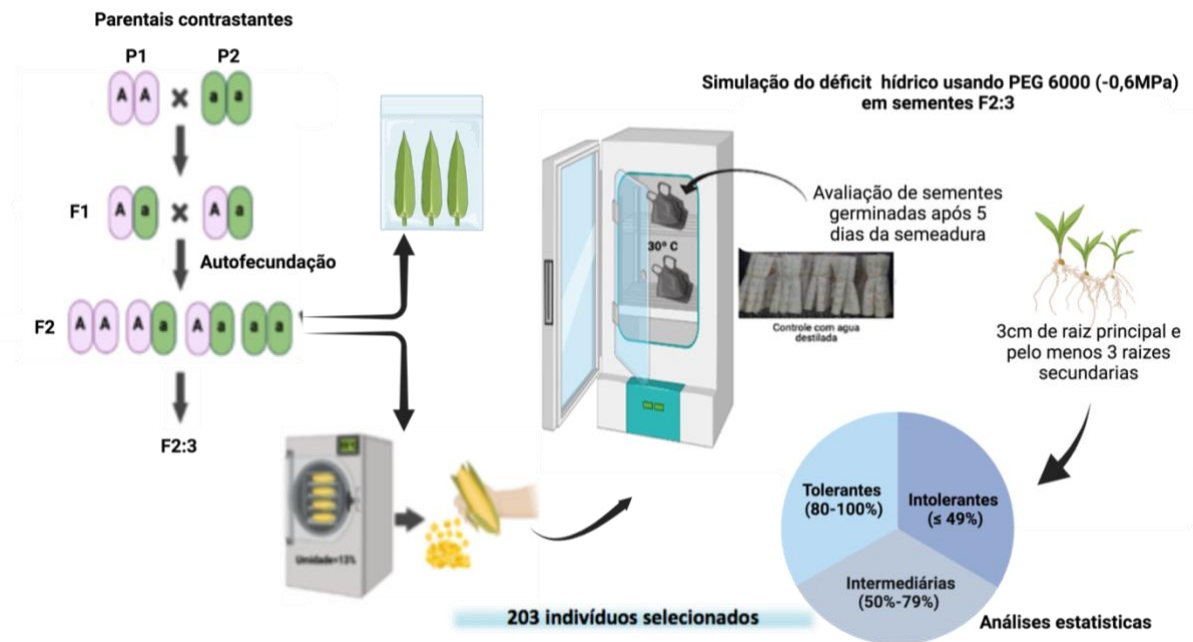 Parentais contrastantes
P1
P2
A A
a a
F1
A a
A a
Autofecundação
F2
A A
A a
A a
a a
F2:3
Umidade=13%
203 indivíduos selecionados
Simulação do déficit hídrico usando PEG 6000 (-0,6MPa)
em sementes F2:3
30º C
Avaliação de sementes
germinadas após 5
dias da semeadura
Controle com agua
destilada
3cm de raiz principal e
pelo menos 3 raizes
secundarias
Tolerantes
(80-100%)
Intolerantes
(≤ 49%)
Intermediárias
(50%-79%)
Análises estatisticas